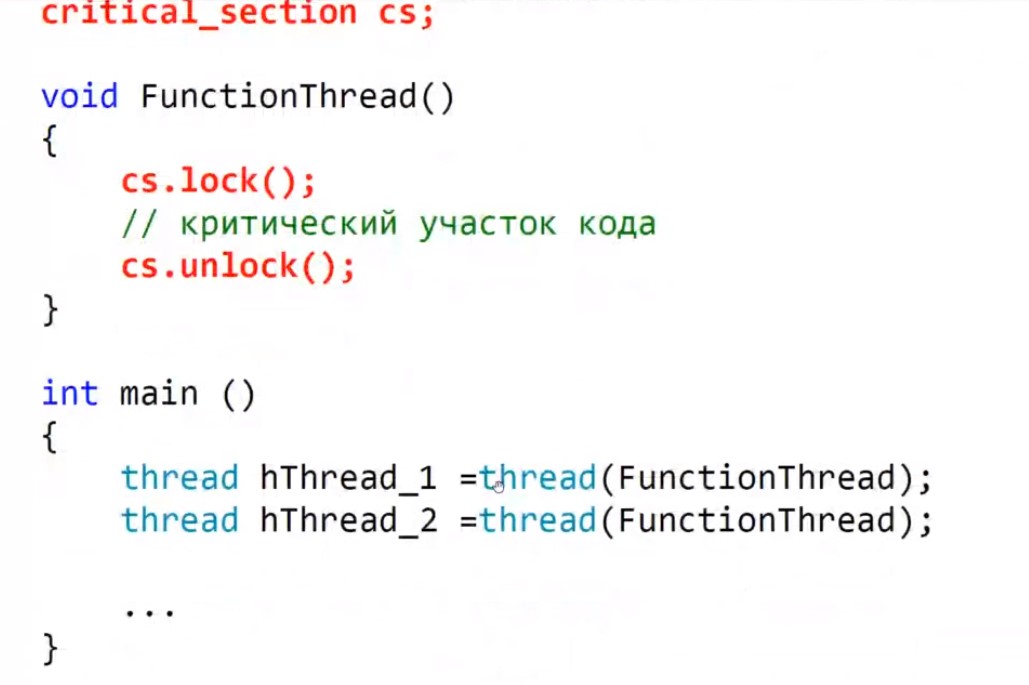 critical_section cs;
void FunctionThread()
{
cs.lock();
// критический участок кода
cs.unlock();
}
int main ()
{
thread hThread_1 =thread(FunctionThread);
thread hThread_2 =thread(FunctionThread);
...
}